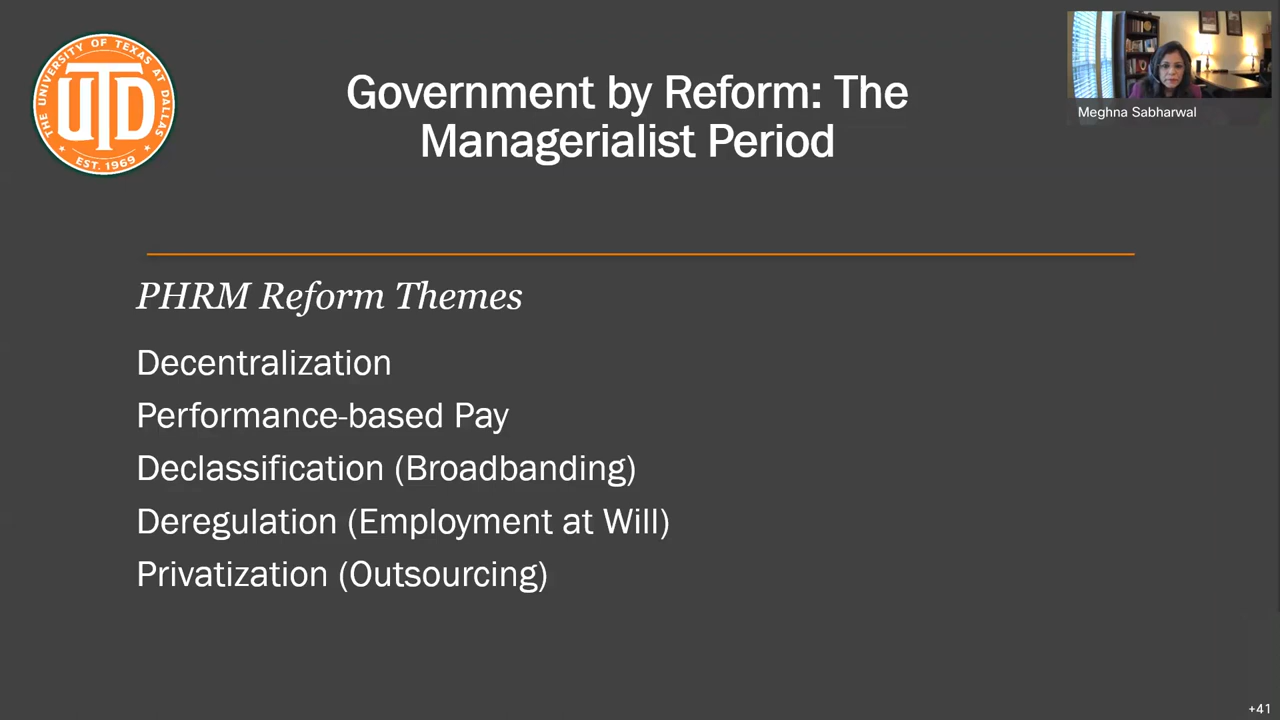 THE UNIVERSITY OF TEXAS AT DALLAS
UTD
EST. 1969
Government by Reform: The
Managerialist Period
Meghna Sabharwal
PHRM Reform Themes
Decentralization
Performance-based Pay
Declassification (Broadbanding)
Deregulation (Employment at Will)
Privatization (Outsourcing)
+41